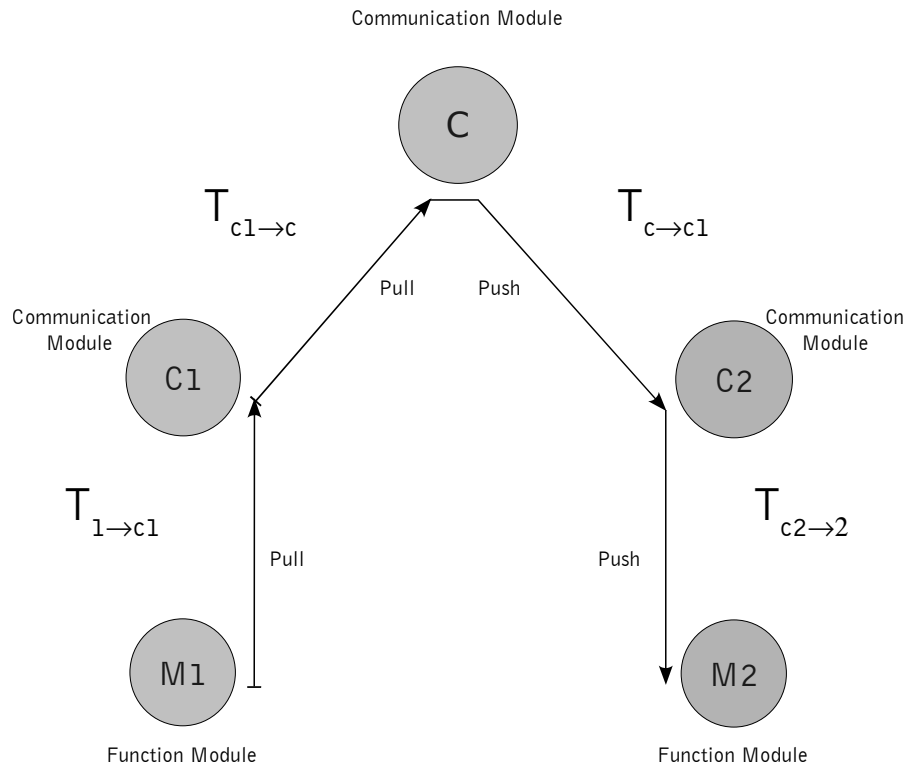 Communication Module
C
T c1→c
T c→c1
Pull
Push
Communication
Module
Communication
Module
C1
C2
T 1→c1
T c2→2
Pull
Push
M1
M2
Function Module
Function Module